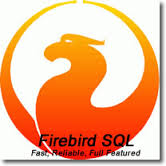 Firebird SQL
Fast, Reliable, Full Featured